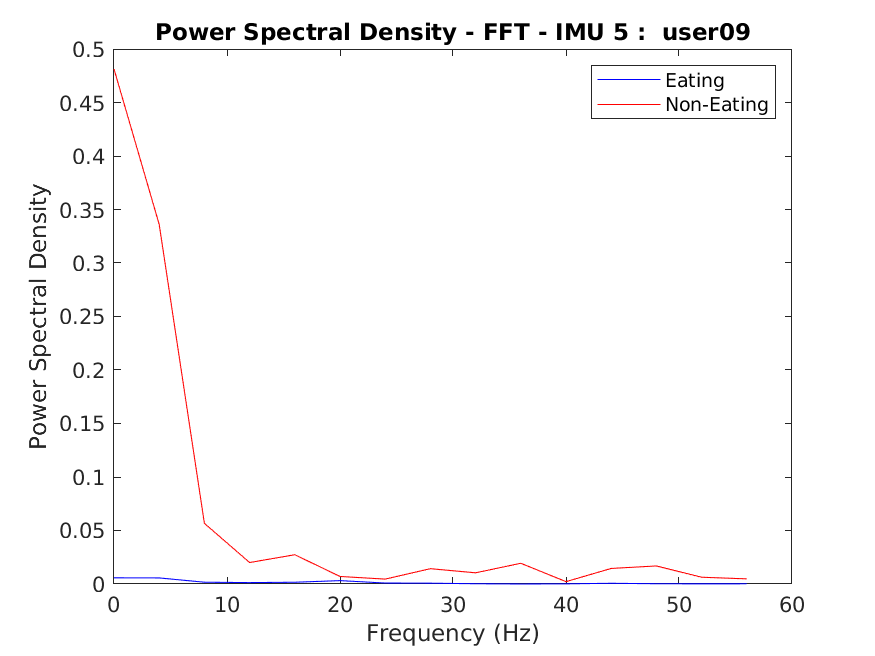 Power Spectral Density - FFT - IMU 5 :  user09
Eating
Non-Eating
Power Spectral Density
0.5
0.45
0.4
0.35
0.3
0.25
0.2
0.15
0.1
0.05
0
0 10 20 30 40 50 60
Frequency (Hz)